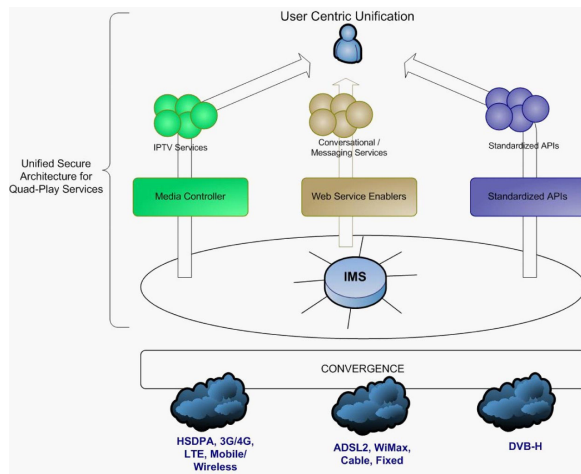 User Centric Unification
IPTV Services
Conversational /
Messaging Services
Standardized APIs
Unified Secure
Architecture for
Quad-Play Services
Media Controller
Web Service Enablers
Standardized APIs
IMS
CONVERGENCE
HSDPA, 3G/4G,
LTE, Mobile/
Wireless
ADSL2, WiMax,
Cable, Fixed
DVB-H